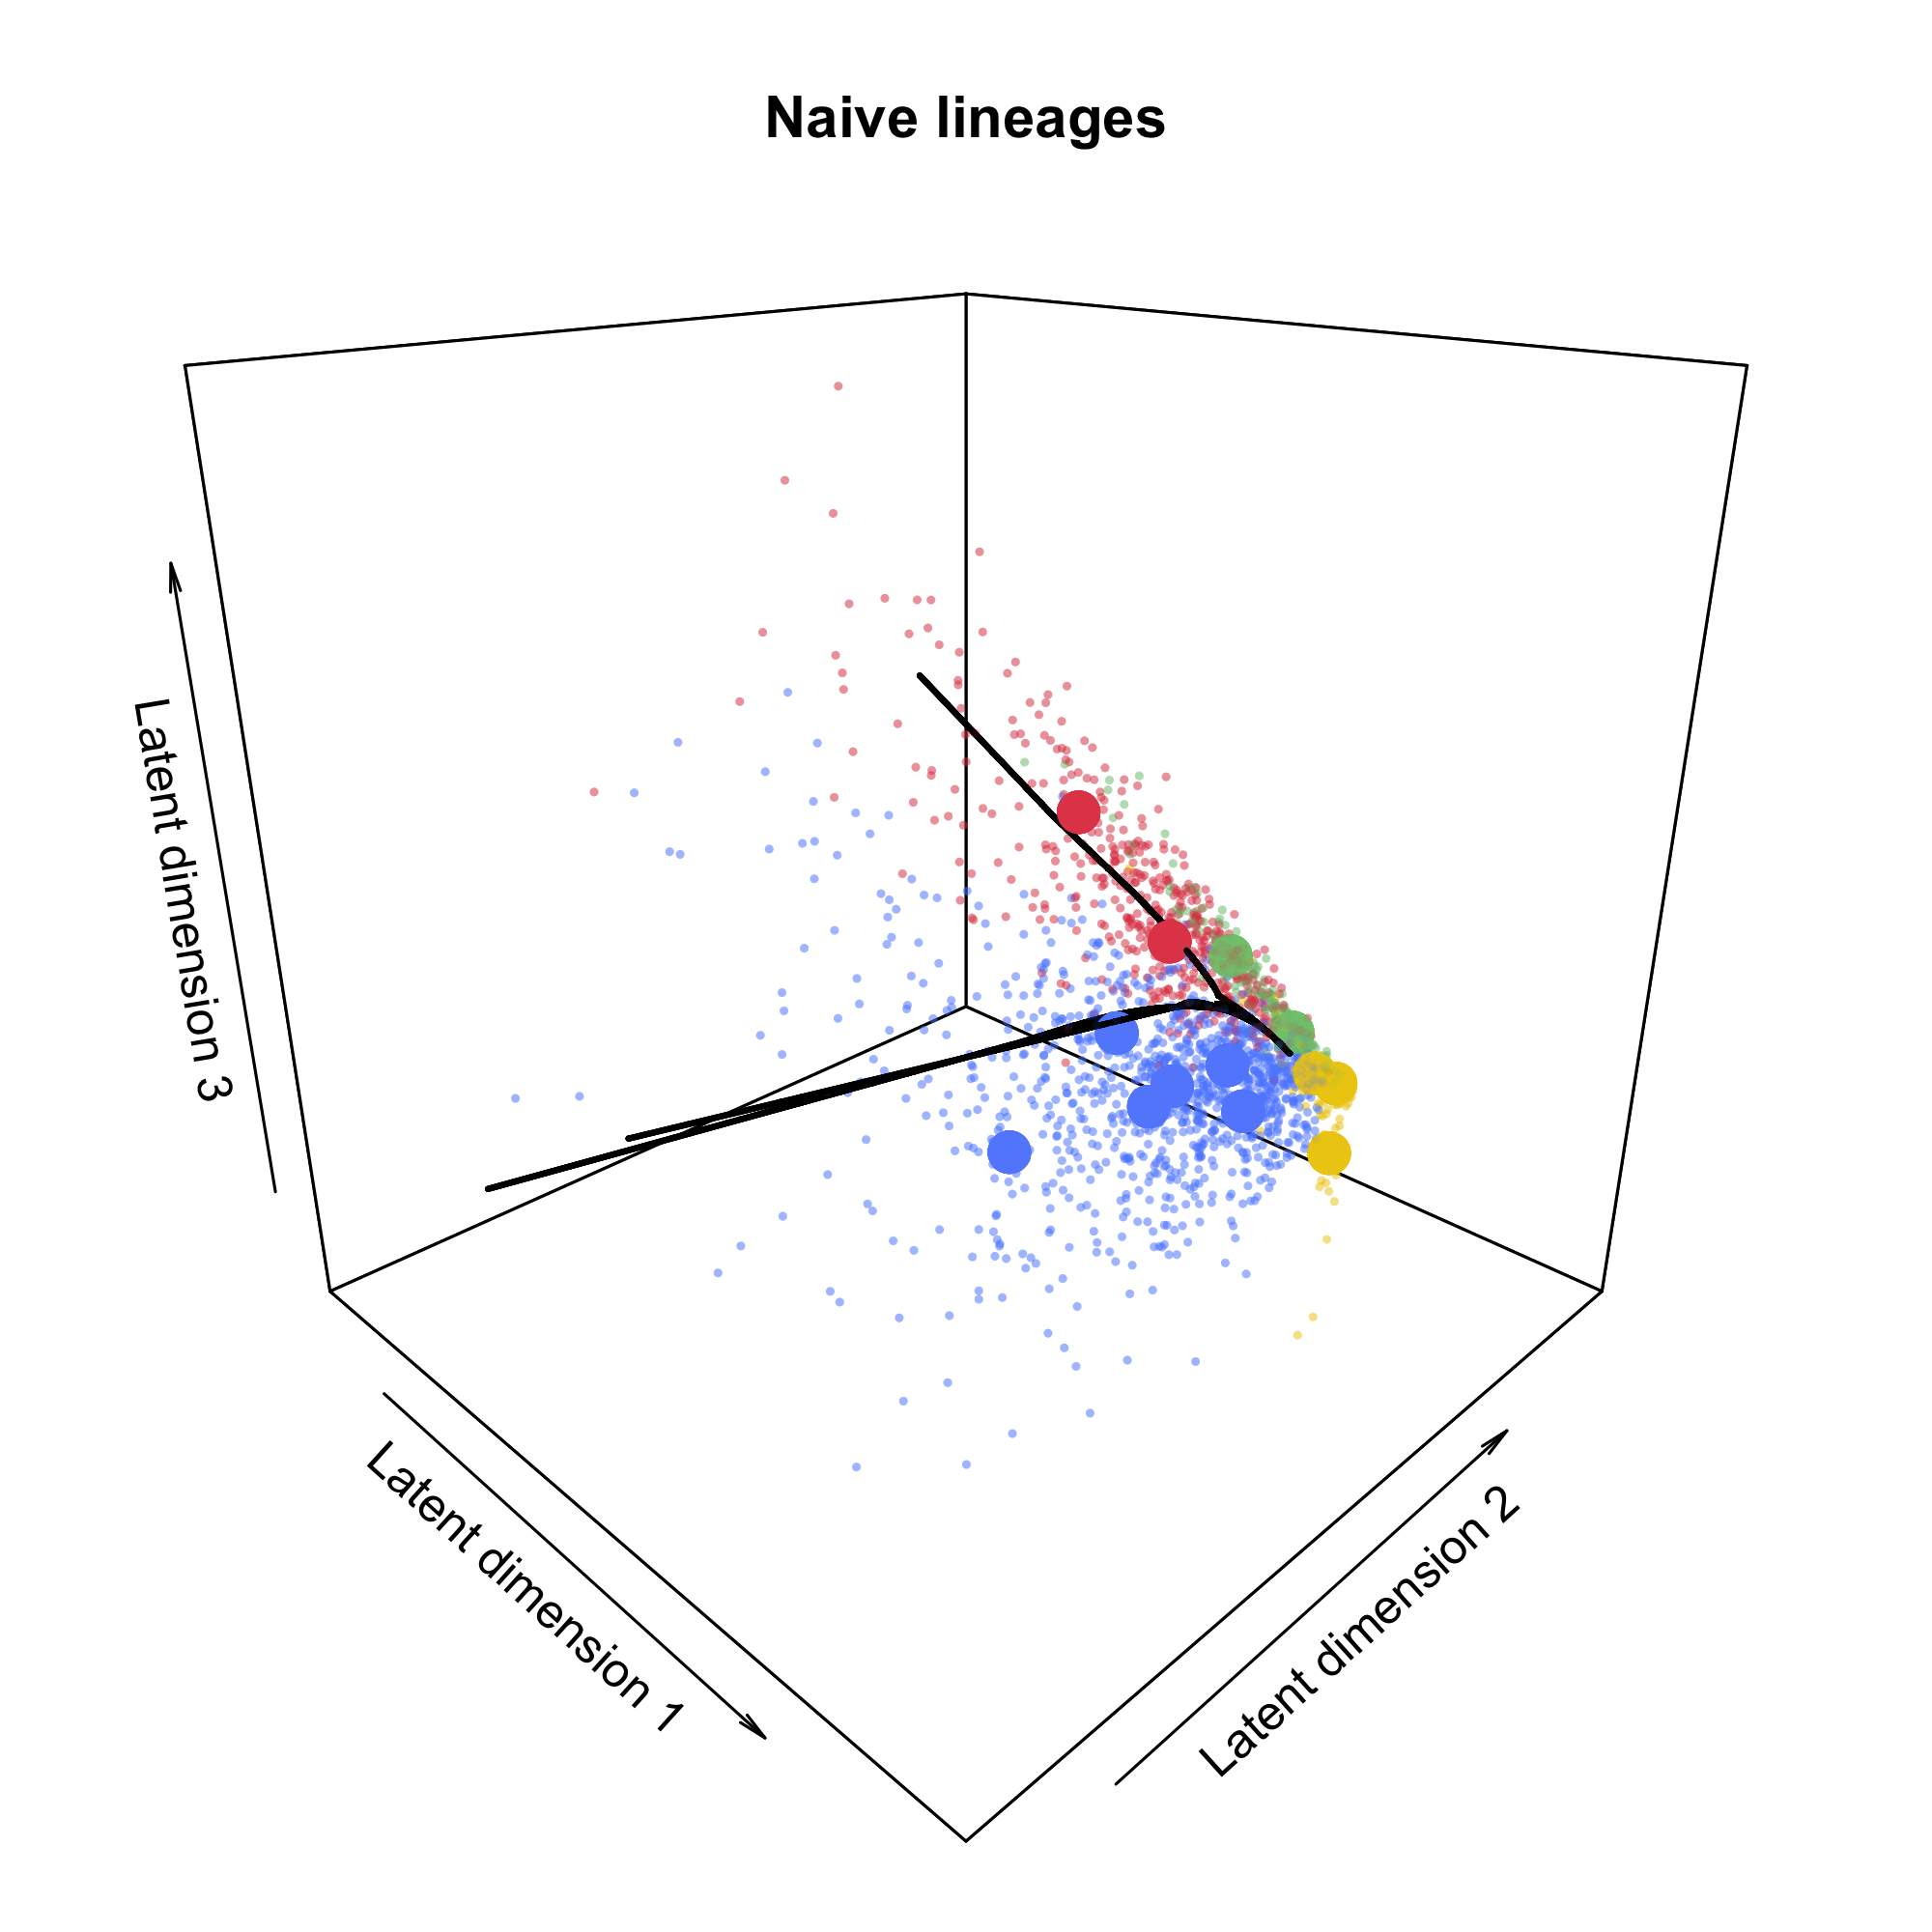 Naive lineages
Latent dimension 3
Latent dimension 1
Latent dimension 2